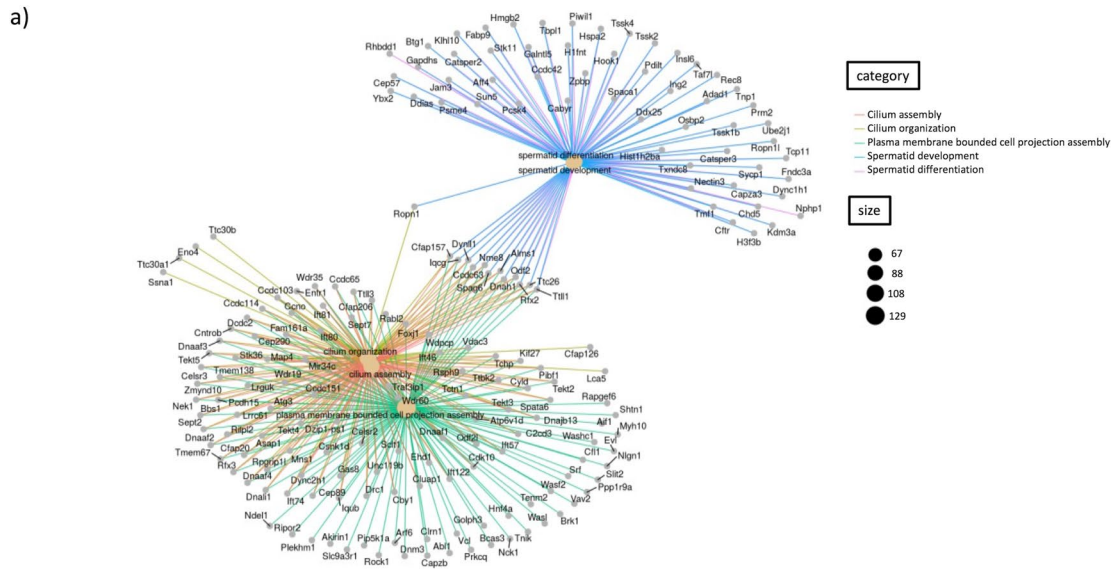 a)
Hmgb2
Piwil1
Tssk4
Fabp9
Tbpl1
Hspa2
Tssk2
Btg1
Klhl10
Stk11
Galntl5
H1fnt
Rhbdd1
Gapdhs
Catsper2
Ccdc42
Hook1
Pdilt
Insl6
Taf7l
Rec8
Cep57
Jam3
Aff4
Zpbp
Ing2
Adad1
Tnp1
Ybx2
Ddias
Psme4
Sun5
Pcsk4
Cabyr
Spaca1
Ddx25
Osbp2
Prm2
Tssk1b
Ube2j1
spermatid differentiation
Hist1h2ba
Ropn1l
Tcp11
spermatid development
Txndc8
Catsper3
Sycp1
Fndc3a
Nectin3
Capza3
Dync1h1
Ropn1
Tmf1
Chd5
Nphp1
Cftr
H3f3b
Kdm3a
Ttc30b
Eno4
Ttc30a1
Ssna1
Cfap157
Dynll1
Iqcg
Nme8
Alms1
Ccdc63
Odf2
Spag6
Dnah1
Ttc26
Rfx2
Ttll1
Wdr35
Ccdc65
Ccdc103
Enfr1
Ttll3
Ccdc114
Ccno
Ift81
Cfap206
Dcdc2
Fam161a
Sept7
Rabl2
Cntrob
Cep290
Ift80
Foxj1
Dnaaf3
Wdpcp
Vdac3
Tekt5
Stk36
Map4
cilium organization
Ift46
Tchp
Kif27
Cfap126
Celsr3
Tmem138
Wdr19
Mir34c
cilium assembly
Rsph9
Ttbk2
Pibf1
Lca5
Zmynd10
Lrguk
Ccdc151
Traf3ip1
Tctn1
Cyld
Tekt2
Nek1
Pcdh15
Atg3
Wdr60
Tekt3
Spata6
Rapgef6
Bbs1
Lrrc61
plasma membrane bounded cell projection assembly
Shtn1
Sept2
Rilpl2
Tekt4
Dzip1-ps1
Celsr2
Dnaaf1
Atp6v1d
Dnajb13
Aif1
Myh10
Dnaaf2
Cfap20
Asap1
Csnk1d
Sctf1
Odf2l
Ift57
C2cd3
Washc1
Evl
Nlgn1
Tmem67
Rfx3
Rpgrip1l
Mns1
Ehd1
Cdk10
Cfl1
Slit2
Dnaaf4
Gas8
Unc119b
Ift122
Srf
Ppp1r9a
Dnali1
Dync2h1
Cluap1
Wasf2
Vav2
Ift74
Cep89
Drc1
Cby1
Tenm2
Iqub
Hnf4a
Wasl
Brk1
Ndel1
Ripor2
Golph3
Plekhm1
Akirin1
Pip5k1a
Arf6
Clrn1
Vcl
Bcas3
Tnik
Slc9a3r1
Rock1
Dnm3
Abl1
Capzb
Prkcq
Nck1
category
Cilium assembly
Cilium organization
Plasma membrane bounded cell projection assembly
Spermatid development
Spermatid differentiation
size
67
88
108
129